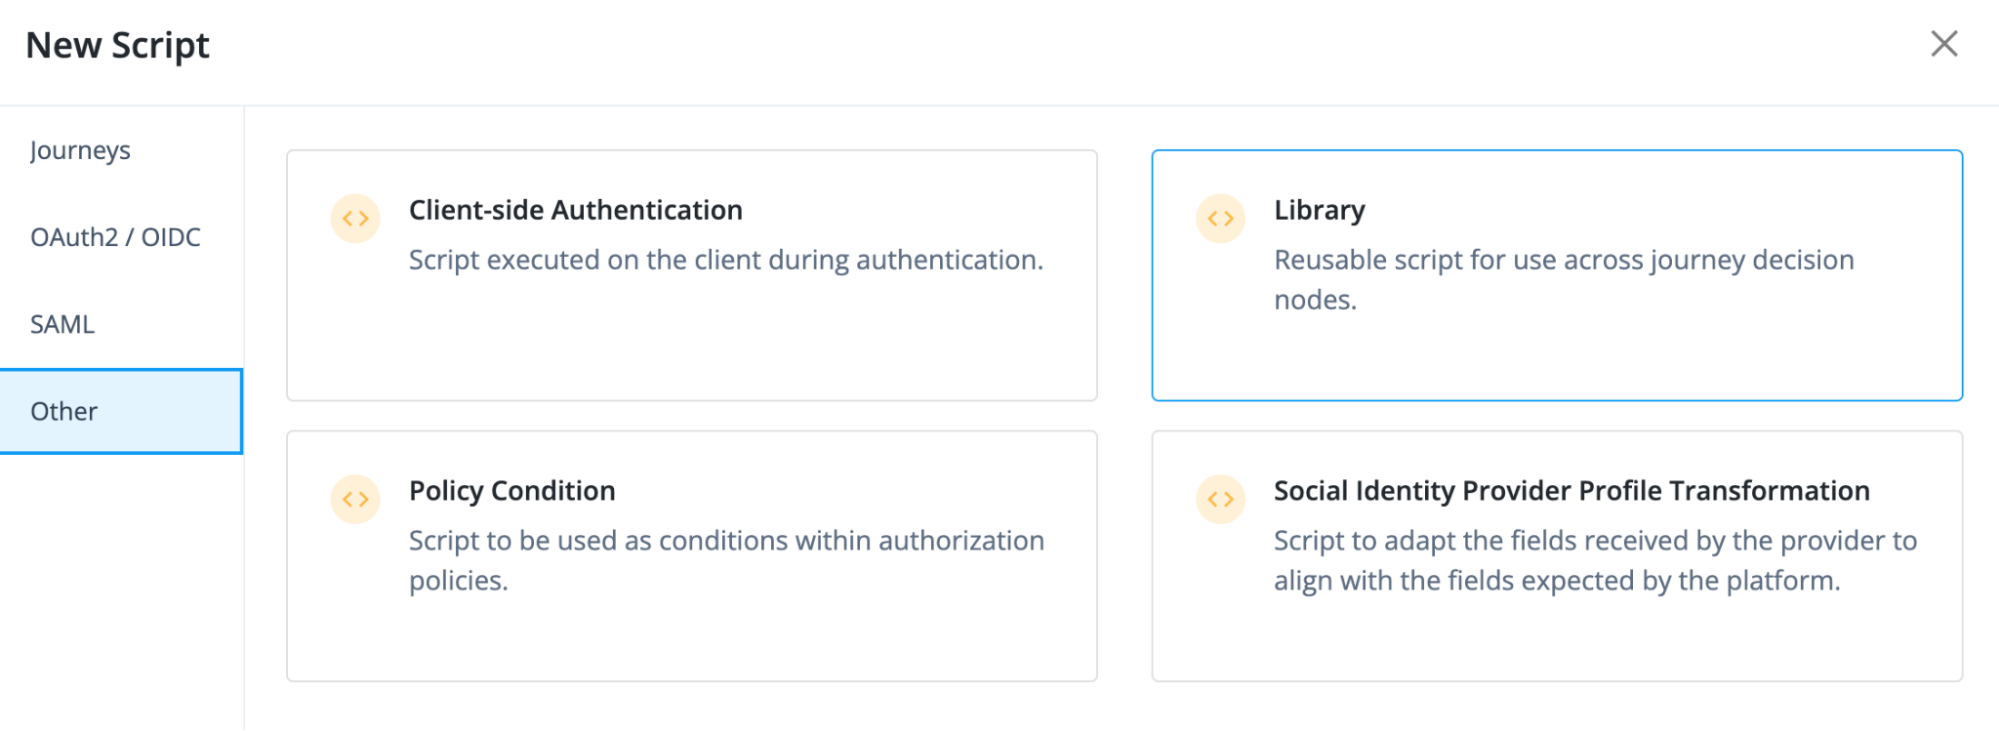 New Script
Journeys
OAuth2 / OIDC
SAML
Other
Client-side Authentication
Script executed on the client during authentication.
Library
Reusable script for use across journey decision
nodes.
Policy Condition
Script to be used as conditions within authorization
policies.
Social Identity Provider Profile Transformation
Script to adapt the fields received by the provider to
align with the fields expected by the platform.